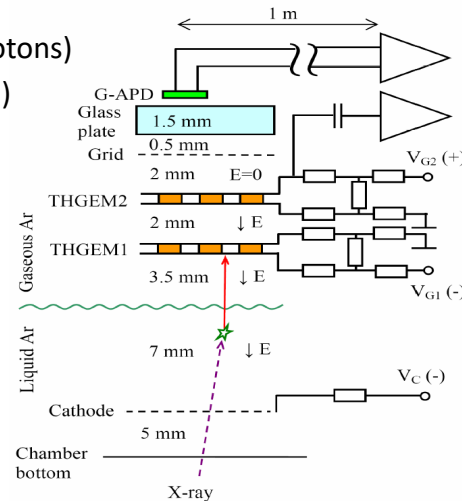 1 m
otons)
)
G-APD
Glass
plate
1.5 mm
0.5 mm
Grid
2 mm E=0
V_G2 (+)
THGEM2
2 mm ↓ E
THGEM1
3.5 mm ↓ E
V_G1 (-)
Gaseous Ar
Liquid Ar
7 mm ↓ E
V_C (-)
Cathode
5 mm
Chamber
bottom
X-ray